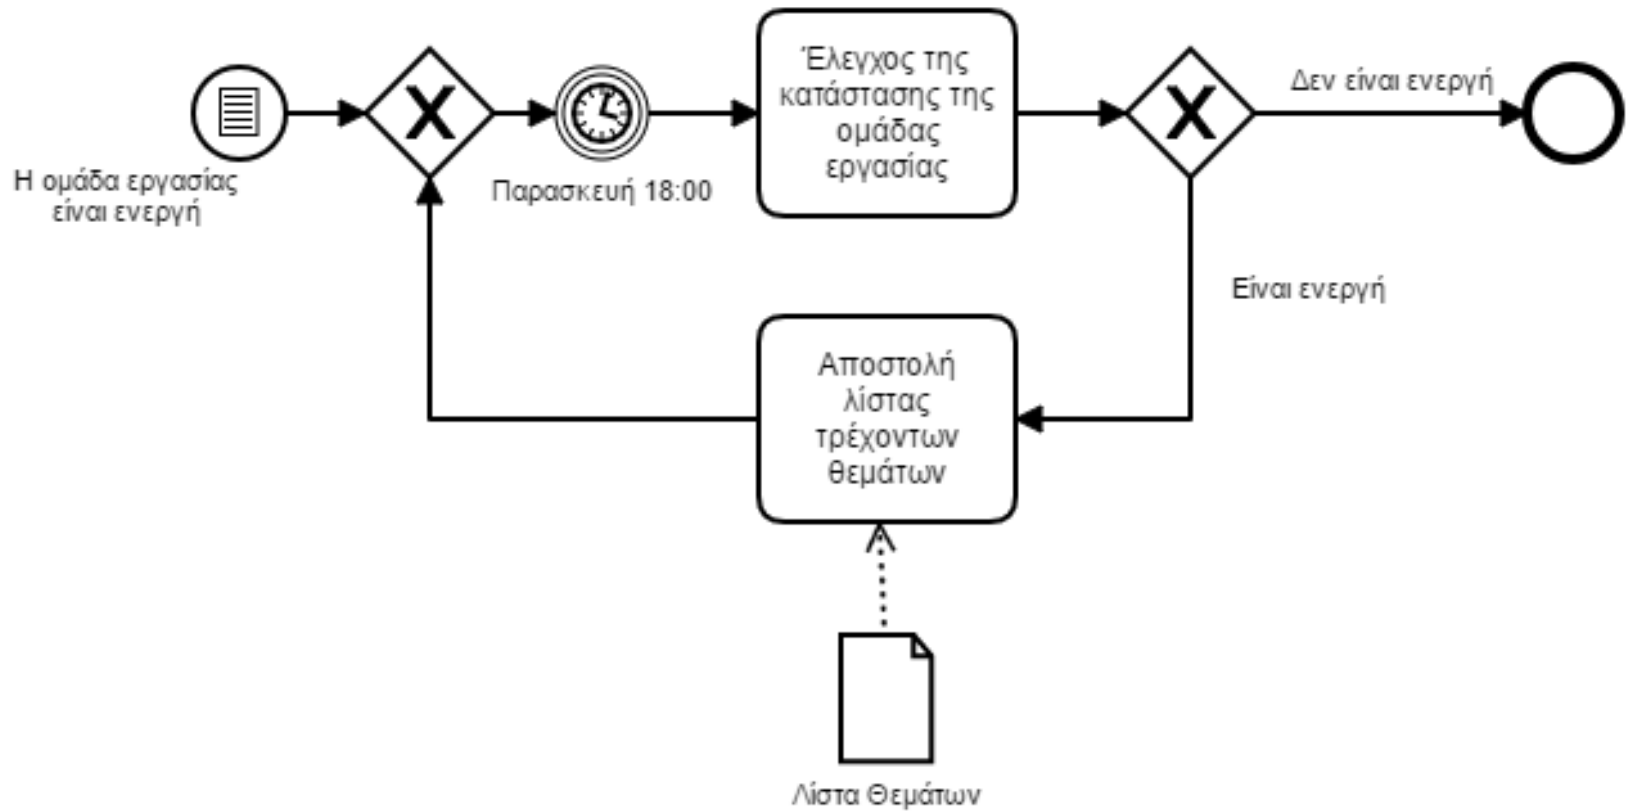 Η ομάδα εργασίας
είναι ενεργή
Παρασκευή 18:00
Έλεγχος της
κατάστασης της
ομάδας
εργασίας
Δεν είναι ενεργή
Είναι ενεργή
Αποστολή
λίστας
τρέχοντων
θεμάτων
Λίστα Θεμάτων